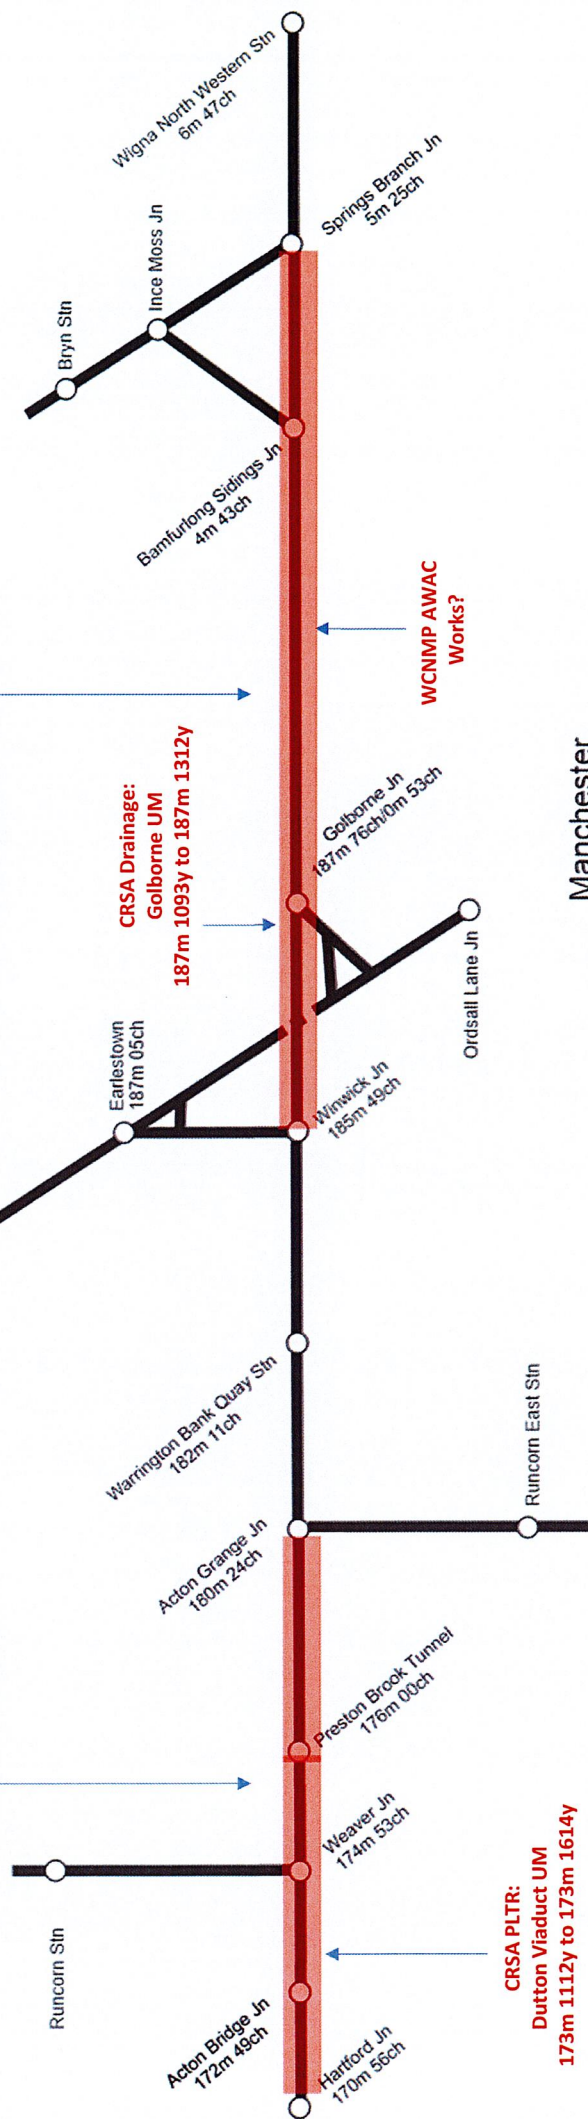 Wigna North Western Stn
6m 47ch
Springs Branch Jn
5m 25ch
Ince Moss Jn
Bryn Stn
Bamfurlong Sidings Jn
4m 43ch
WCNMP AWAC
Works?
CRSA Drainage:
Golborne UM
187m 1093y to 187m 1312y
Golborne Jn
187m 76ch/0m 53ch
Manchester
Ordsall Lane Jn
Earlestown
187m 05ch
Winwick Jn
185m 49ch
Warrington Bank Quay Stn
182m 11ch
Acton Grange Jn
180m 24ch
Runcorn East Stn
Preston Brook Tunnel
176m 00ch
Weaver Jn
174m 53ch
Runcorn Stn
Acton Bridge Jn
172m 49ch
Hartford Jn
170m 56ch
CRSA PLTR:
Dutton Viaduct UM
173m 1112y to 173m 1614y